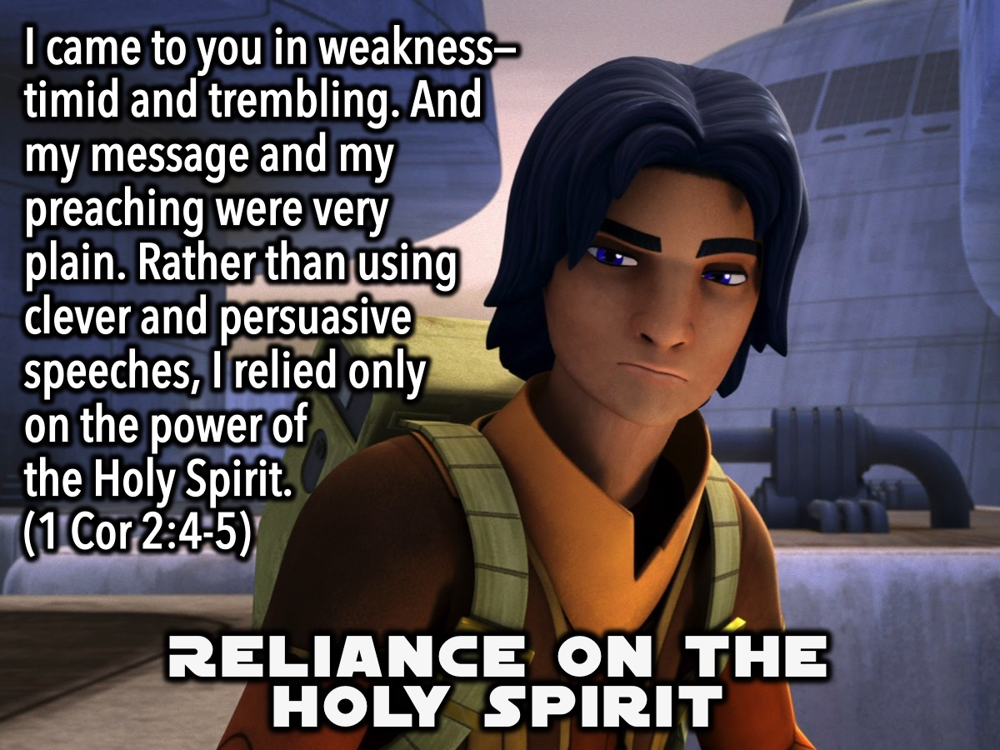 I came to you in weakness–
timid and trembling. And
my message and my
preaching were very
plain. Rather than using
clever and persuasive
speeches, I relied only
on the power of
the Holy Spirit.
(1 Cor 2:4-5)
Reliance on the
Holy Spirit